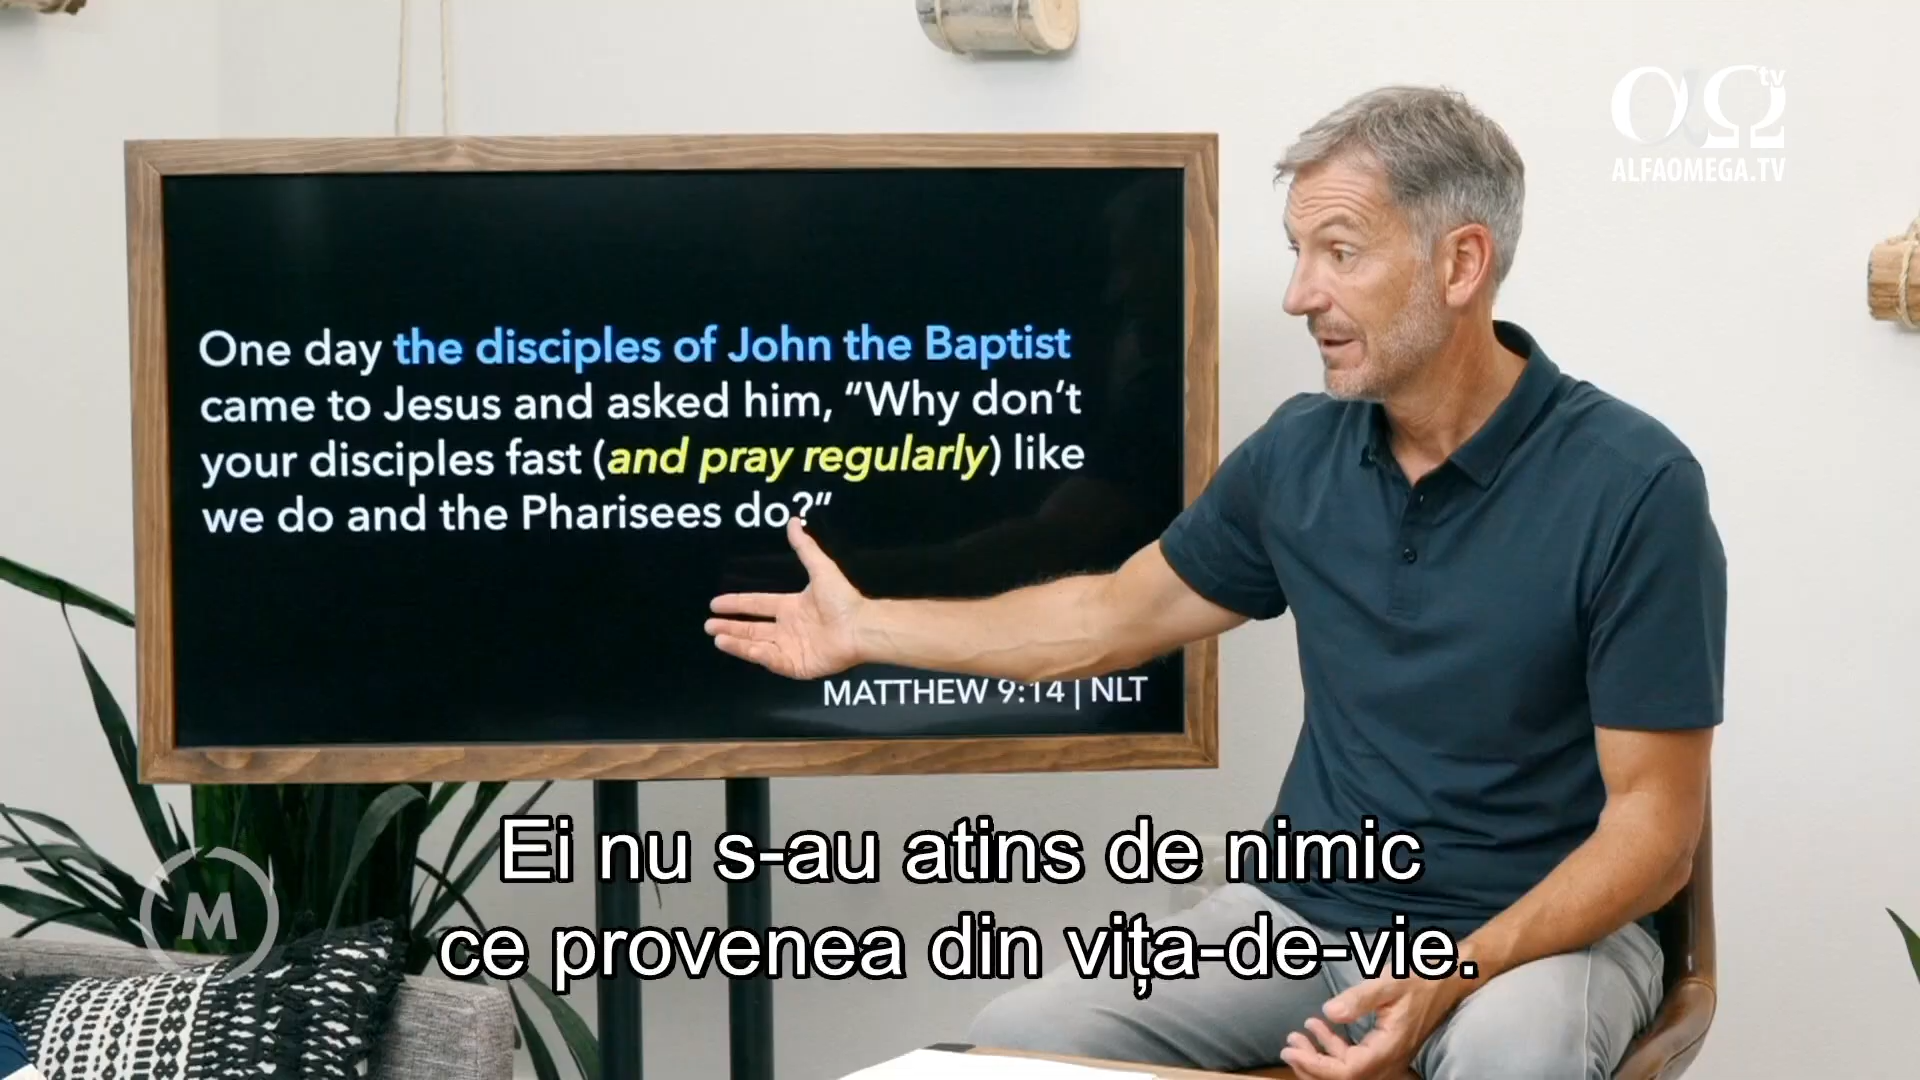 αΩtv
ALFAOMEGA.TV
One day the disciples of John the Baptist
came to Jesus and asked him, “Why don’t
your disciples fast (and pray regularly) like
we do and the Pharisees do?”
MATTHEW 9:14 | NLT
M
Ei nu s-au atins de nimic
ce provenea din vița-de-vie.